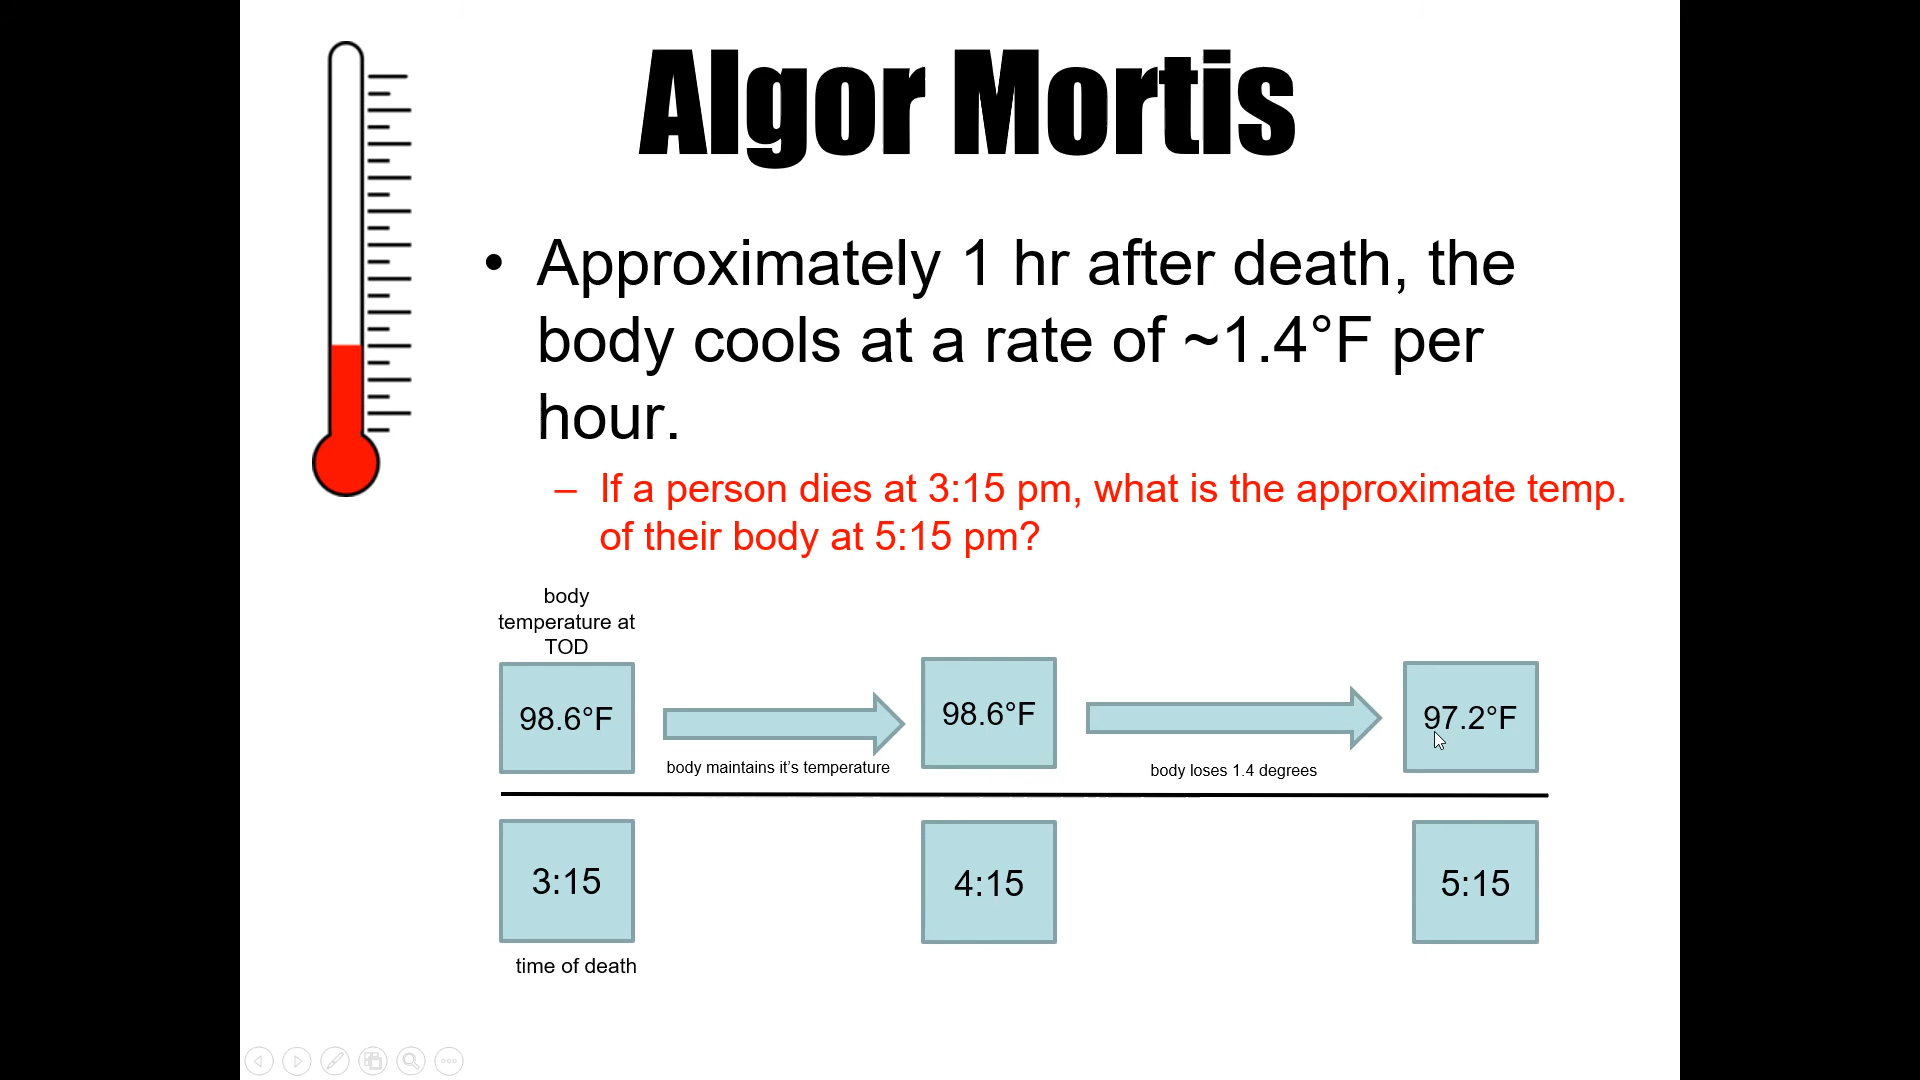 Algor Mortis
• Approximately 1 hr after death, the
body cools at a rate of ~1.4°F per
hour.
– If a person dies at 3:15 pm, what is the approximate temp.
of their body at 5:15 pm?
body
temperature at
TOD
98.6°F
body maintains it's temperature
98.6°F
body loses 1.4 degrees
97.2°F
3:15
4:15
5:15
time of death